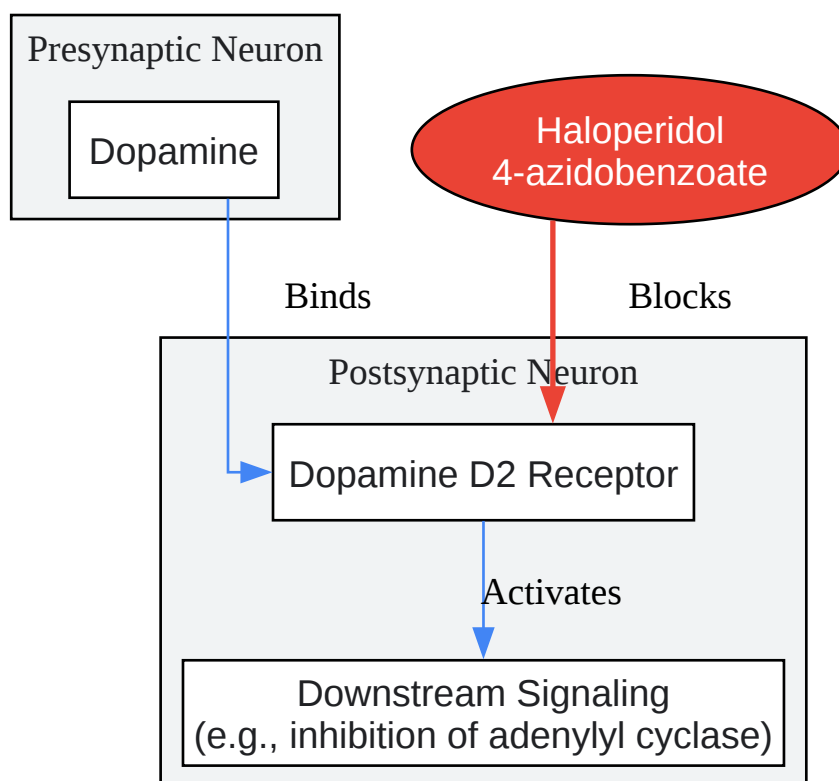 Presynaptic Neuron
Dopamine
Haloperidol
4-azidobenzoate
Binds
Blocks
Postsynaptic Neuron
Dopamine D2 Receptor
Activates
Downstream Signaling
(e.g., inhibition of adenylyl cyclase)